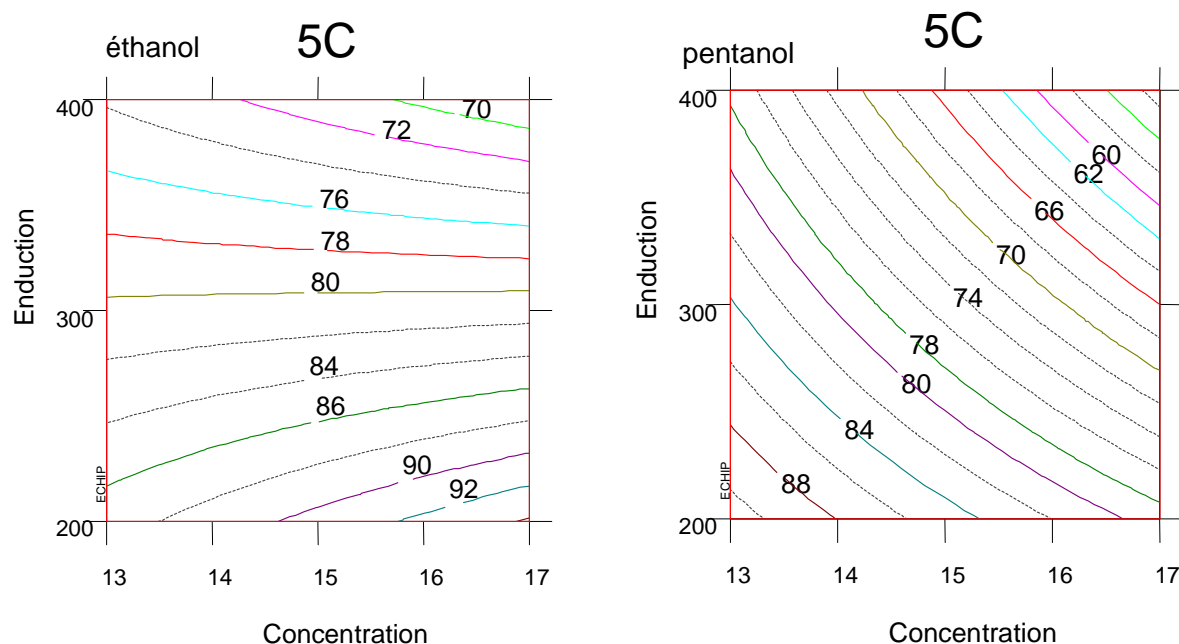 éthanol 5C
400
70
72
76
78
80
300
84
86
90
92
200
ECHIP
Enduction
13 14 15 16 17
Concentration
pentanol 5C
400
60
62
66
70
74
300
78
80
84
88
200
ECHIP
Enduction
13 14 15 16 17
Concentration